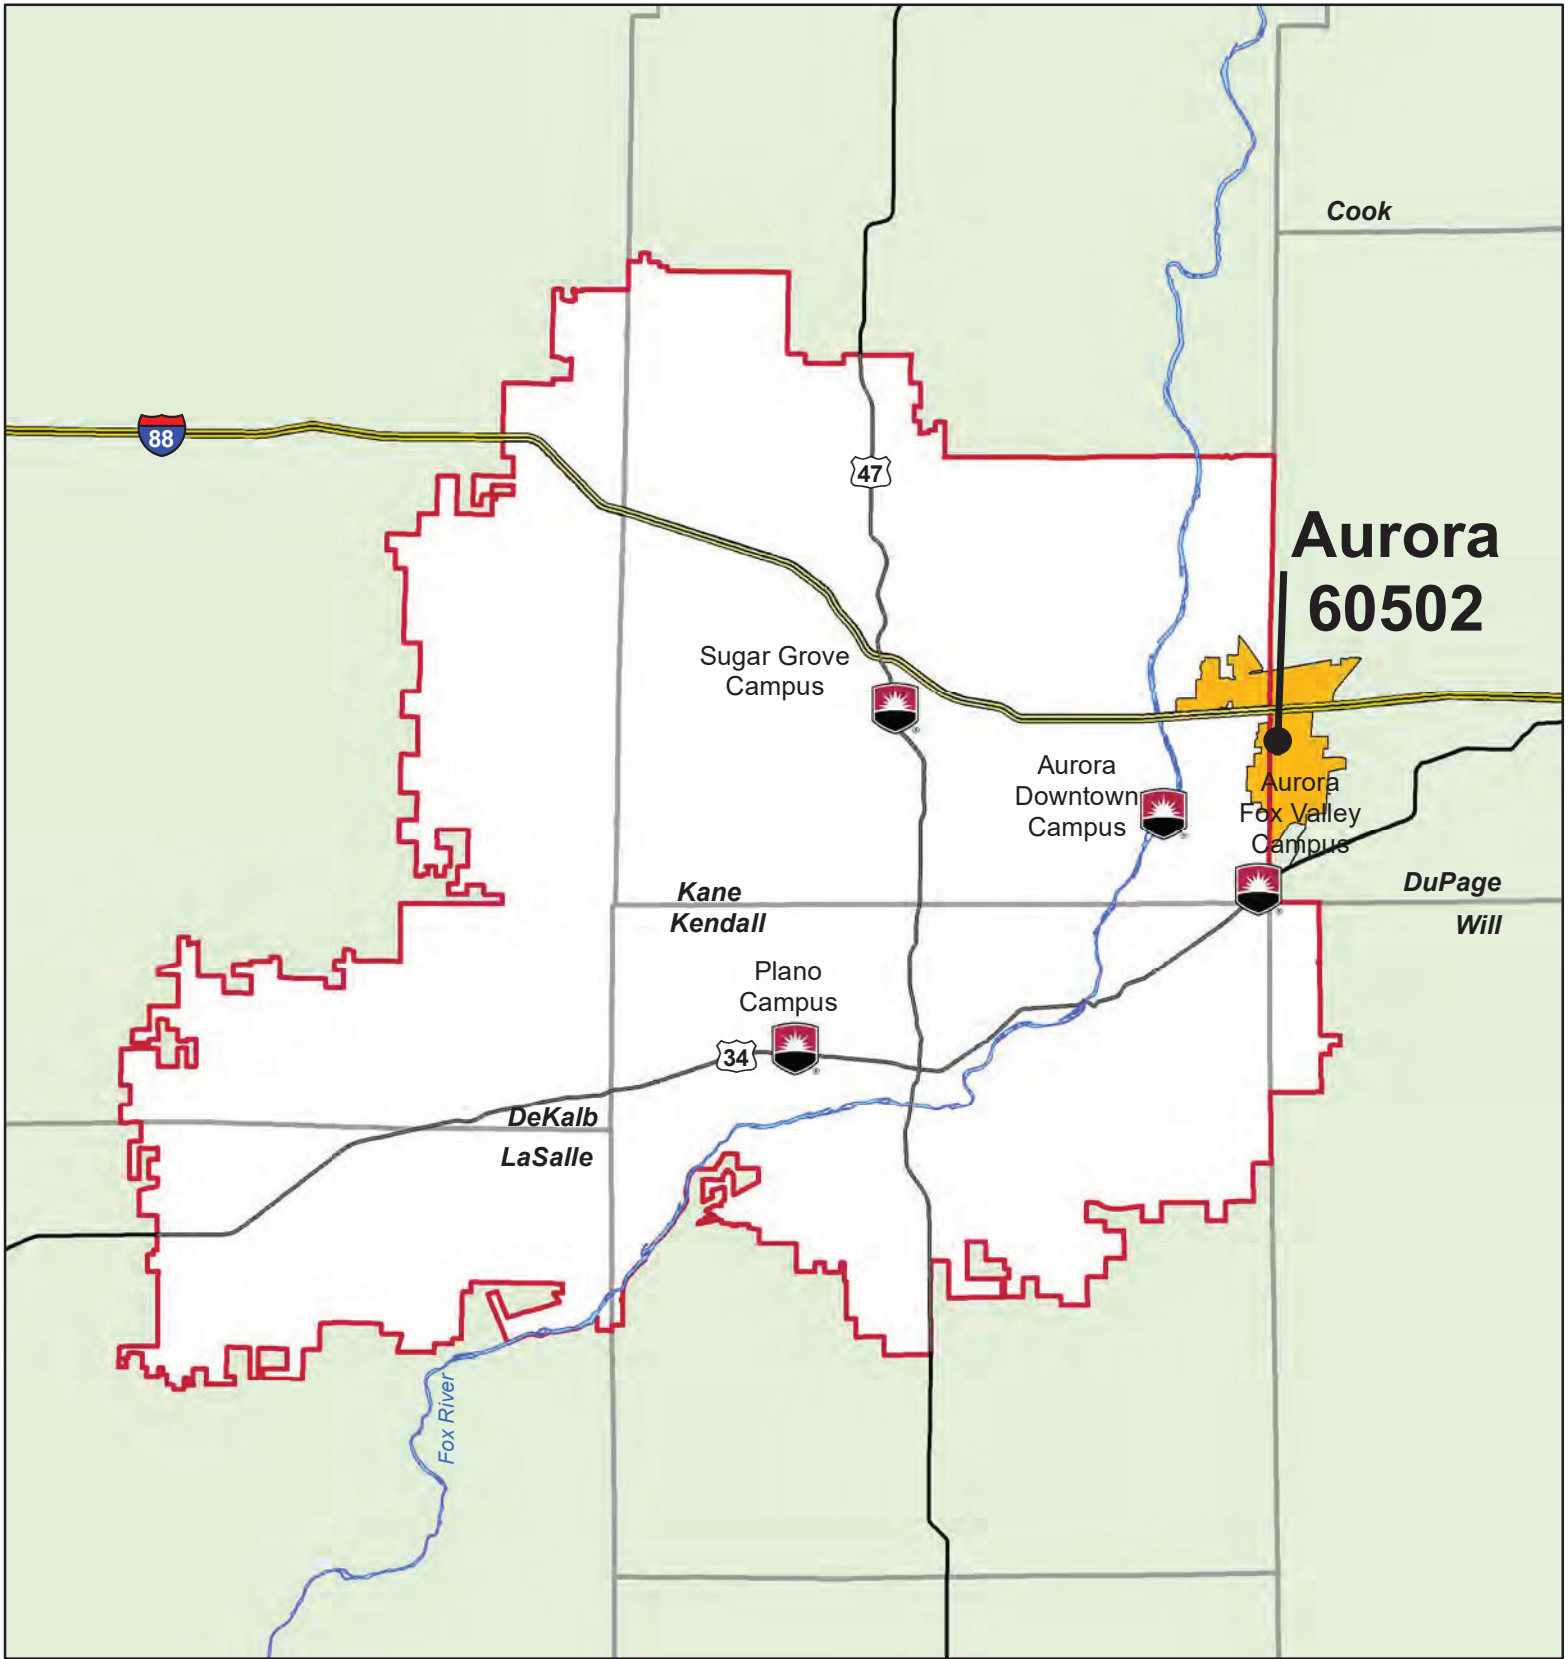 Cook
88
47
Aurora
60502
Sugar Grove
Campus
Aurora
Downtown
Campus
Aurora
Fox Valley
Campus
Kane
Kendall
DuPage
Will
Plano
Campus
34
DeKalb
LaSalle
Fox River